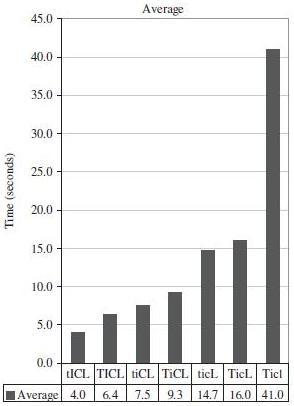 Average
45.0
40.0
35.0
30.0
25.0
20.0
15.0
10.0
5.0
0.0
Time (seconds)
tICL TICL tiCL TiCL ticL TicL Ticl
Average 4.0 6.4 7.5 9.3 14.7 16.0 41.0